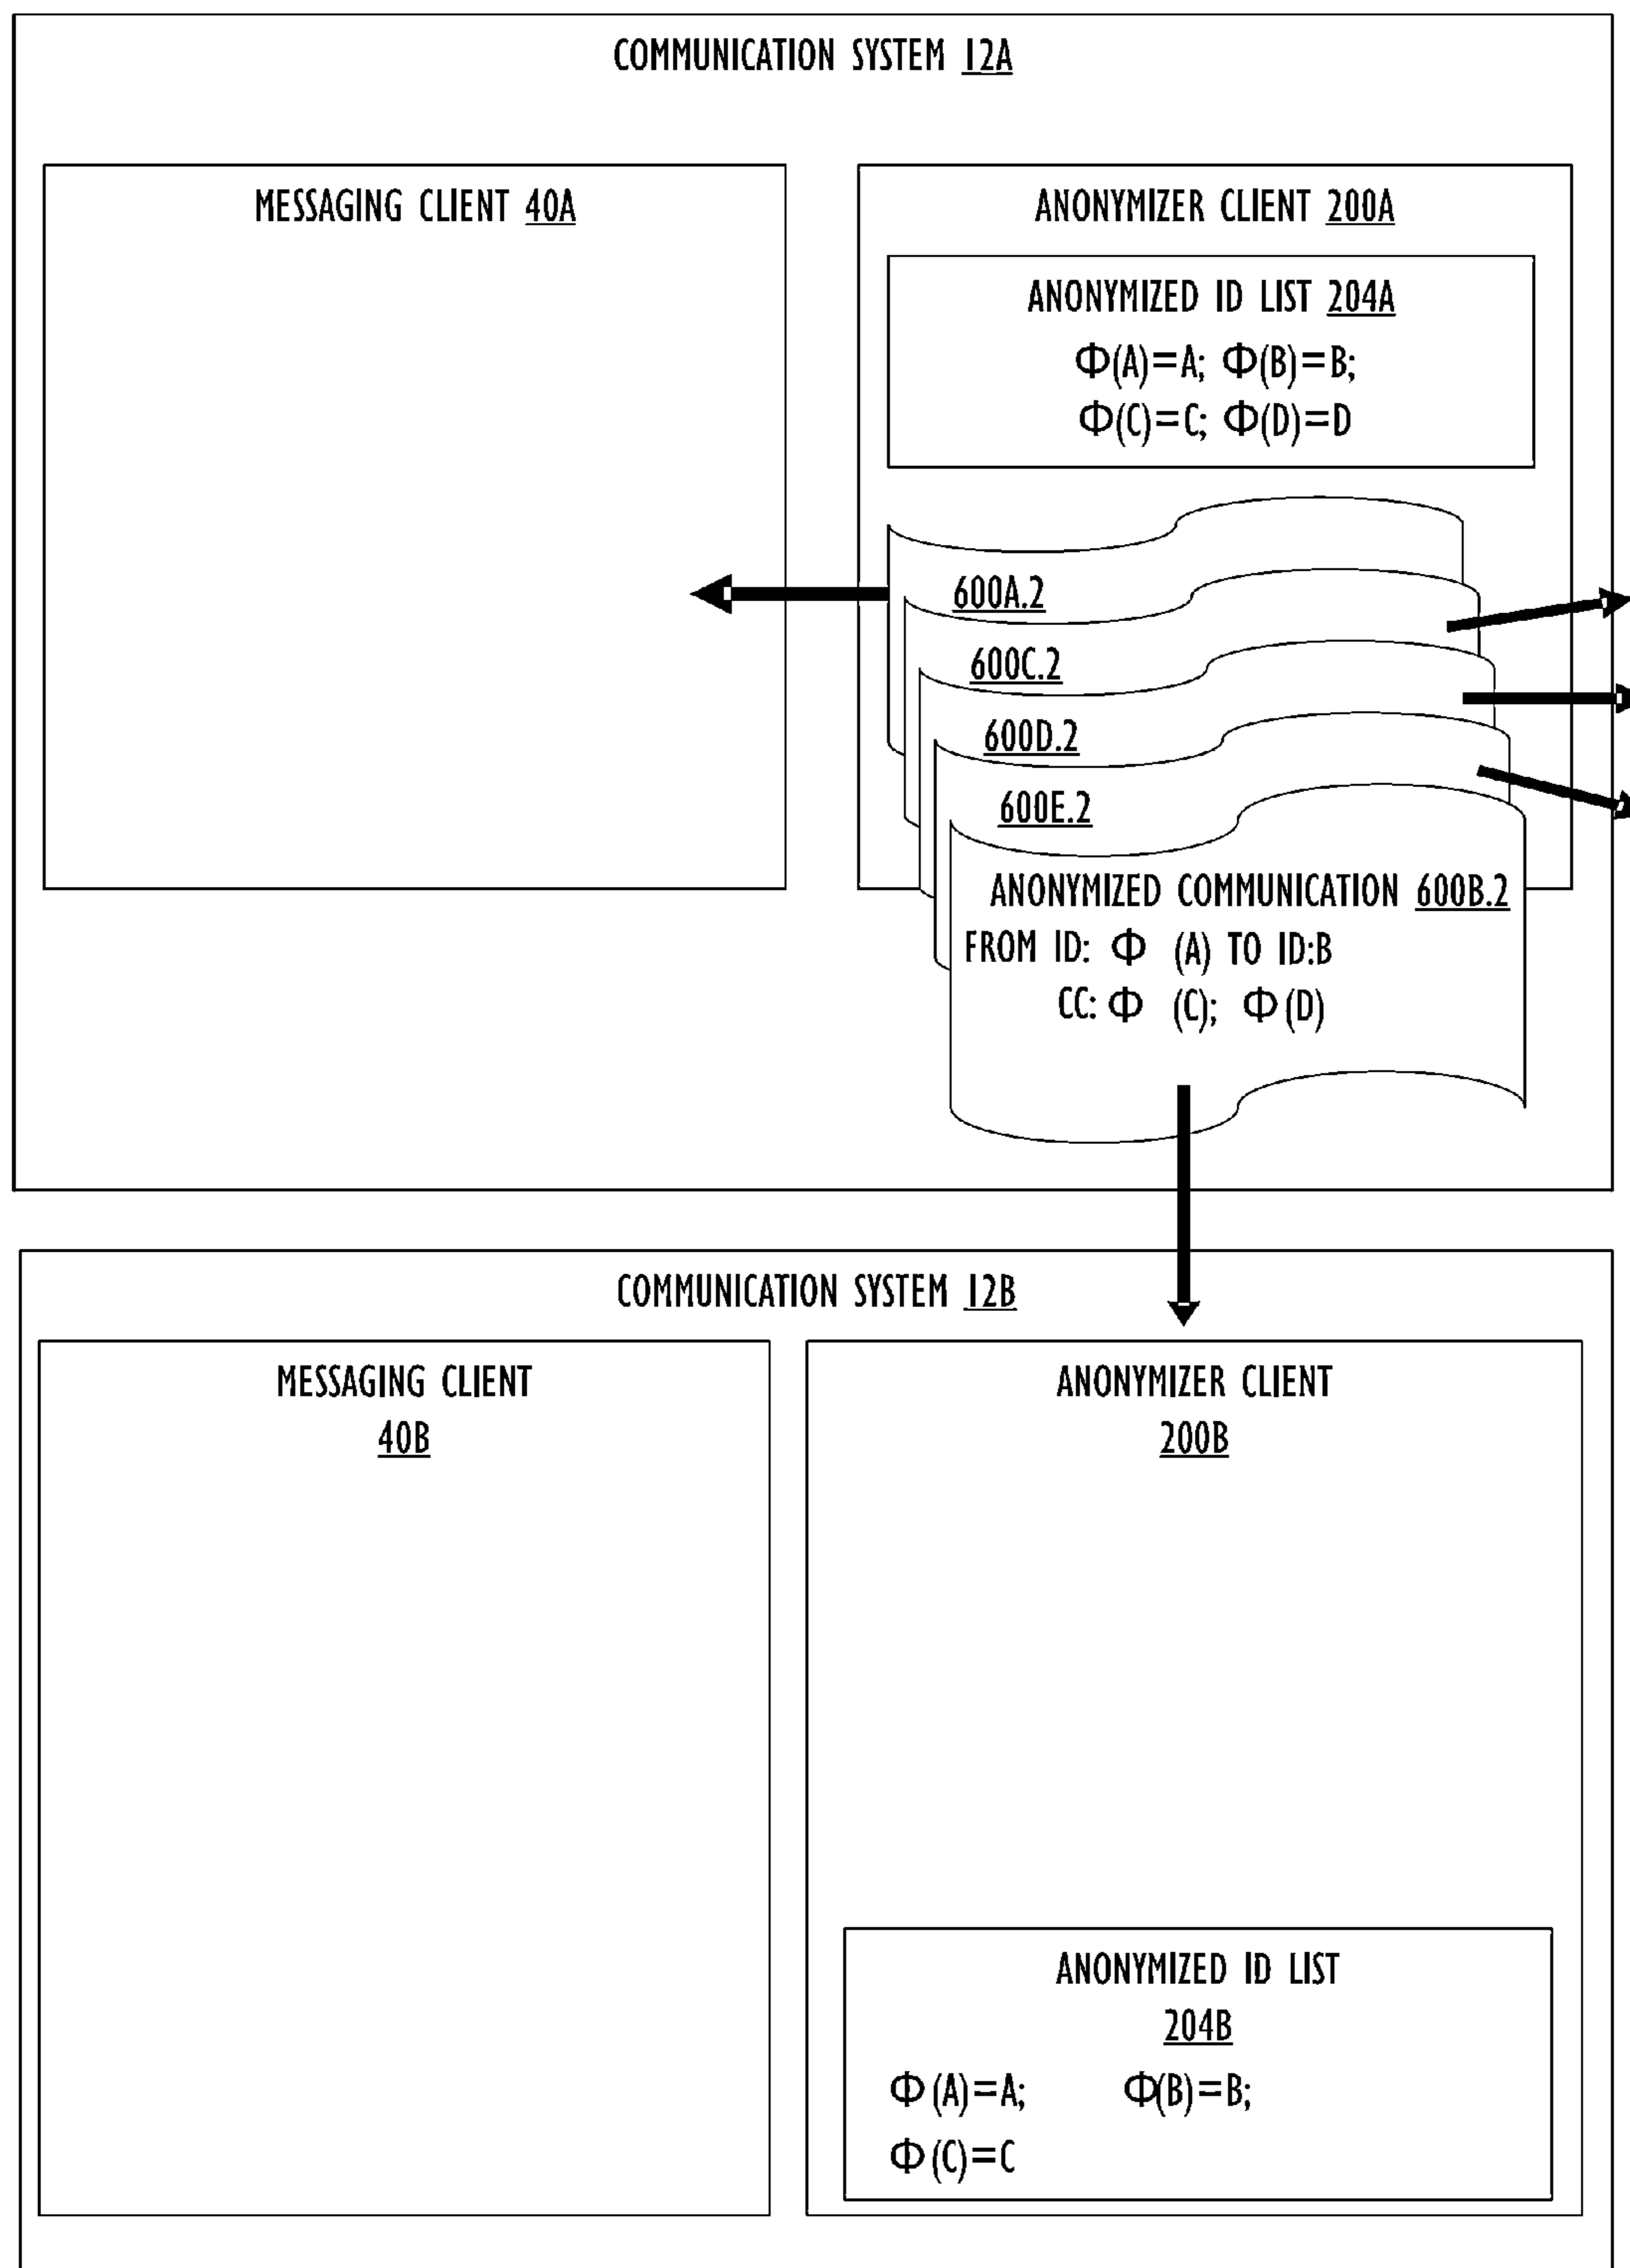 COMMUNICATION SYSTEM 12A
MESSAGING CLIENT 40A
ANONYMIZER CLIENT 200A
ANONYMIZED ID LIST 204A
Φ(A)=A; Φ(B)=B;
Φ(C)=C; Φ(D)=D
600A.2
600C.2
600D.2
600E.2
ANONYMIZED COMMUNICATION 600B.2
FROM ID: Φ (A) TO ID:B
CC: Φ (C); Φ(D)
COMMUNICATION SYSTEM 12B
MESSAGING CLIENT
40B
ANONYMIZER CLIENT
200B
ANONYMIZED ID LIST
204B
Φ(A)=A; Φ(B)=B;
Φ(C)=C